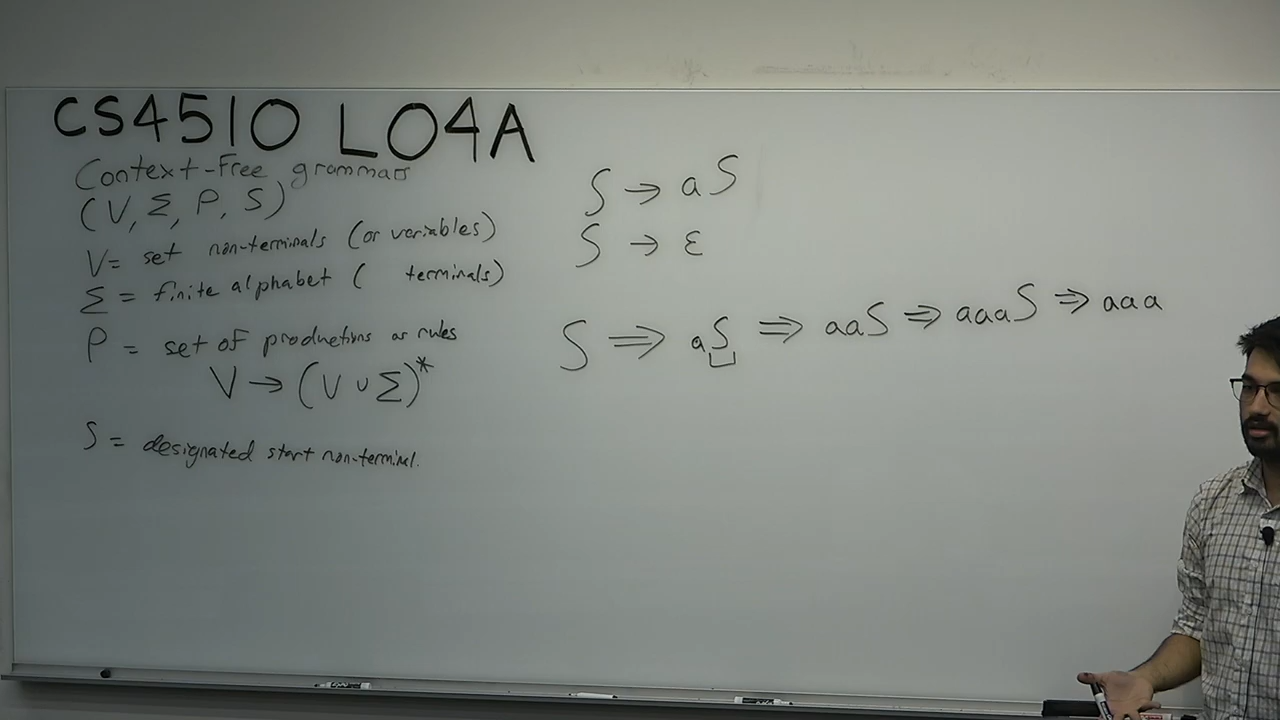 CS4510 L04A
Context-Free grammars
(V, Σ, P, S)
V= set non-terminals (or variables)
Σ = finite alphabet ( terminals)
P = set of productions or rules
V → (V ∪ Σ)*
S = designated start non-terminal.
S → aS
S → ε
S ⇒ aS ⇒ aaS ⇒ aaaS ⇒ aaa